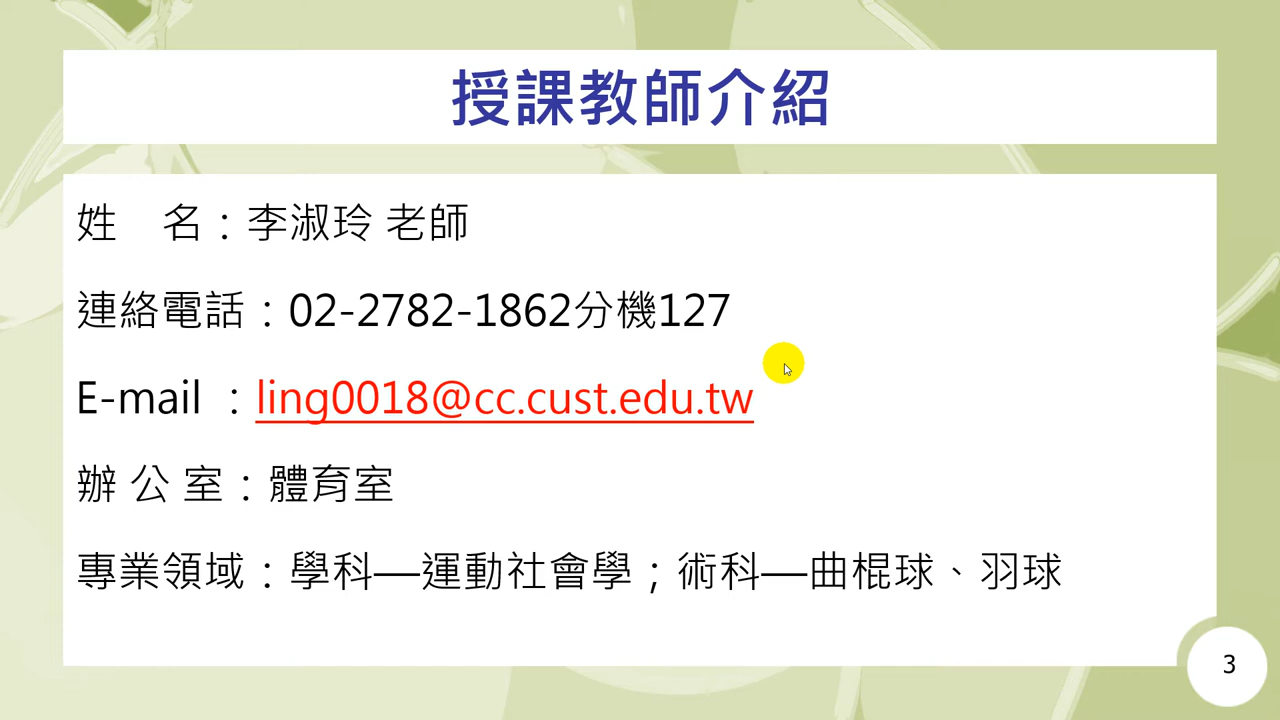 授課教師介紹
姓　名：李淑玲 老師
連絡電話：02-2782-1862分機127
E-mail ：ling0018@cc.cust.edu.tw
辦 公 室：體育室
專業領域：學科—運動社會學；術科—曲棍球、羽球
3